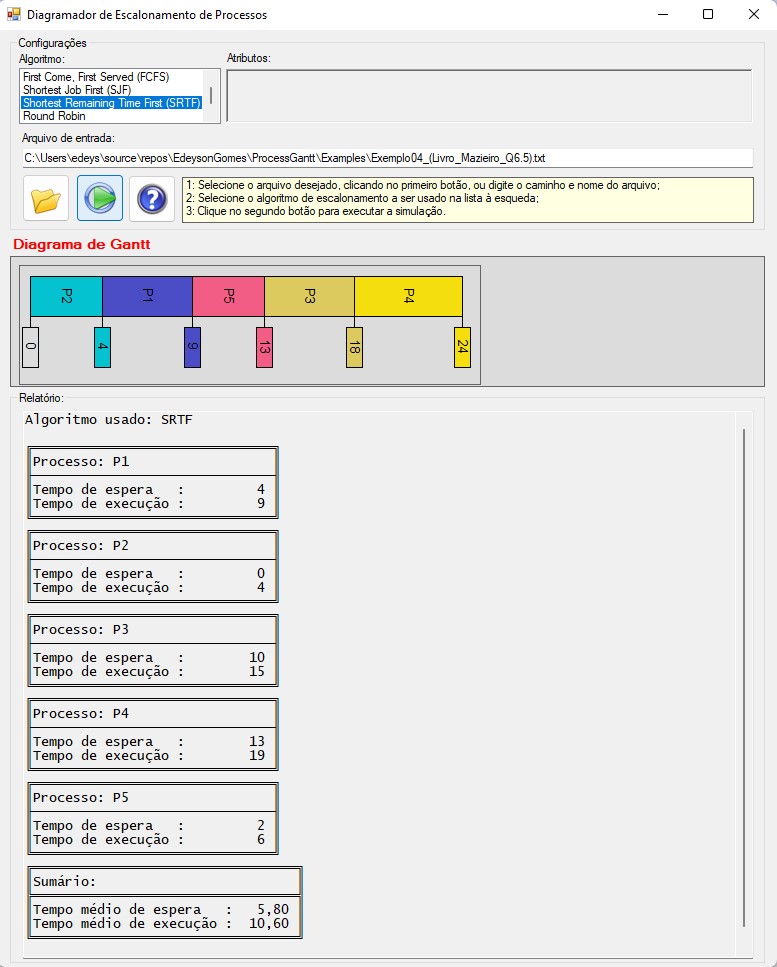 Diagramador de Escalonamento de Processos
Configurações
Algoritmo:
Atributos:
First Come, First Served (FCFS)
Shortest Job First (SJF)
Shortest Remaining Time First (SRTF)
Round Robin
Arquivo de entrada:
C:\Users\edeys\source\repos\EdeysonGomes\ProcessGantt\Examples\Exemplo04_(Livro_Mazieiro_Q6.5).txt
?
1: Selecione o arquivo desejado, clicando no primeiro botão, ou digite o caminho e nome do arquivo;
2: Selecione o algoritmo de escalonamento a ser usado na lista à esqueda;
3: Clique no segundo botão para executar a simulação.
Diagrama de Gantt
P2 P1 P5 P3 P4
0 4 9 13 18 24
Relatório:
Algoritmo usado: SRTF
Processo: P1
Tempo de espera : 4
Tempo de execução : 9
Processo: P2
Tempo de espera : 0
Tempo de execução : 4
Processo: P3
Tempo de espera : 10
Tempo de execução : 15
Processo: P4
Tempo de espera : 13
Tempo de execução : 19
Processo: P5
Tempo de espera : 2
Tempo de execução : 6
Sumário:
Tempo médio de espera : 5,80
Tempo médio de execução : 10,60